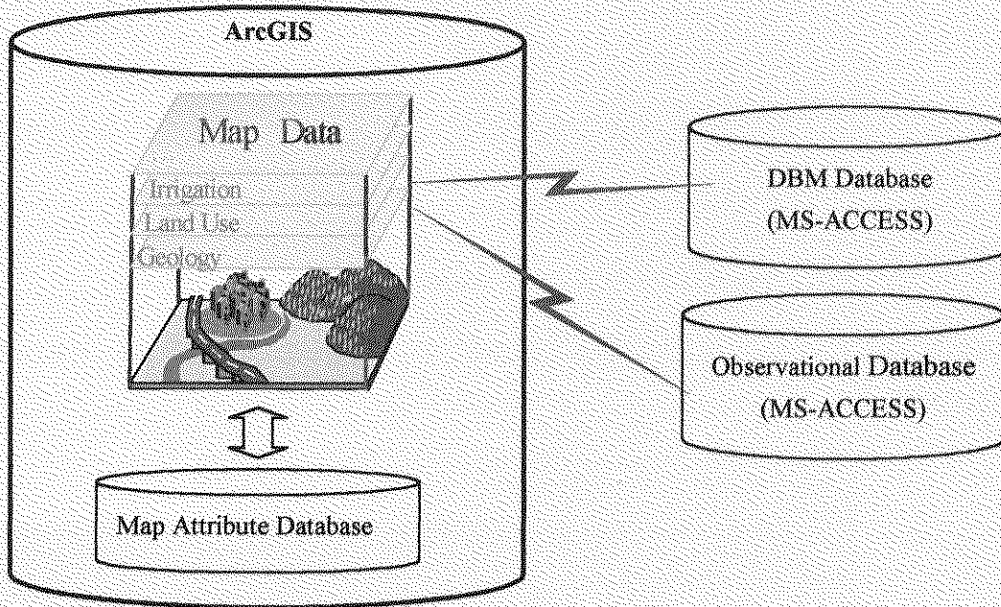 ArcGIS
Map Data
Irrigation
Land Use
Geology
Map Attribute Database
DBM Database
(MS-ACCESS)
Observational Database
(MS-ACCESS)